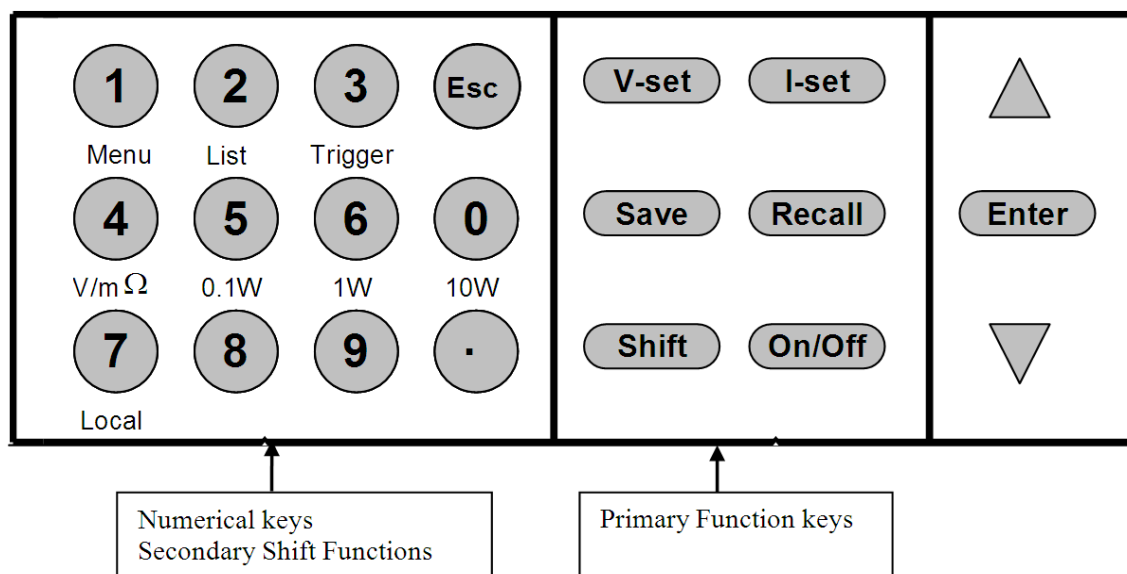 1 2 3 Esc V-set I-set
Menu List Trigger
4 5 6 0 Save Recall Enter
V/mΩ 0.1W 1W 10W
7 8 9 . Shift On/Off
Local
Numerical keys
Secondary Shift Functions
Primary Function keys